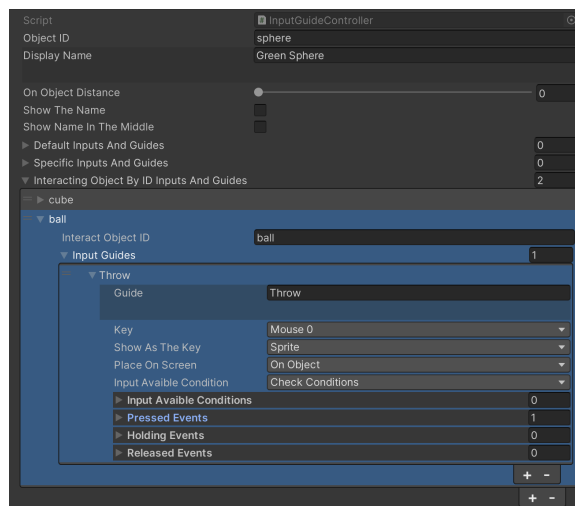 Script InputGuideController
Object ID sphere
Display Name Green Sphere
On Object Distance 0
Show The Name
Show Name In The Middle
Default Inputs And Guides 0
Specific Inputs And Guides 0
Interacting Object By ID Inputs And Guides 2
cube
ball
Interact Object ID ball
Input Guides 1
Throw
Guide Throw
Key Mouse 0
Show As The Key Sprite
Place On Screen On Object
Input Avaible Condition Check Conditions
Input Avaible Conditions 0
Pressed Events 1
Holding Events 0
Released Events 0
+ -
+ -